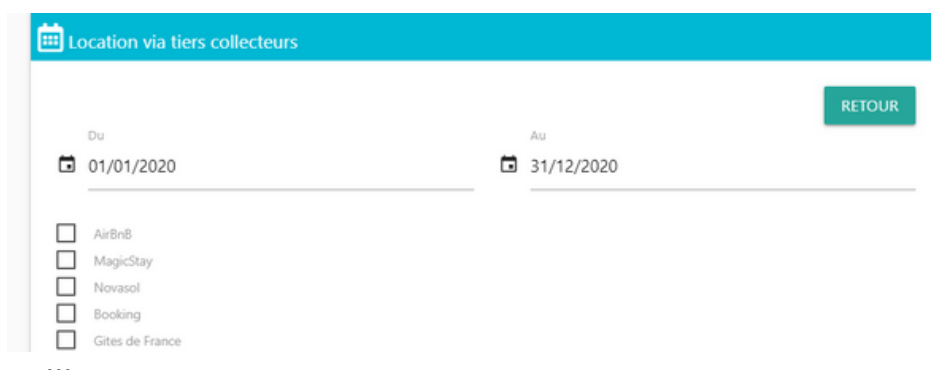 Location via tiers collecteurs
RETOUR
Du
Au
01/01/2020
31/12/2020
AirBnB
MagicStay
Novasol
Booking
Gites de France
...